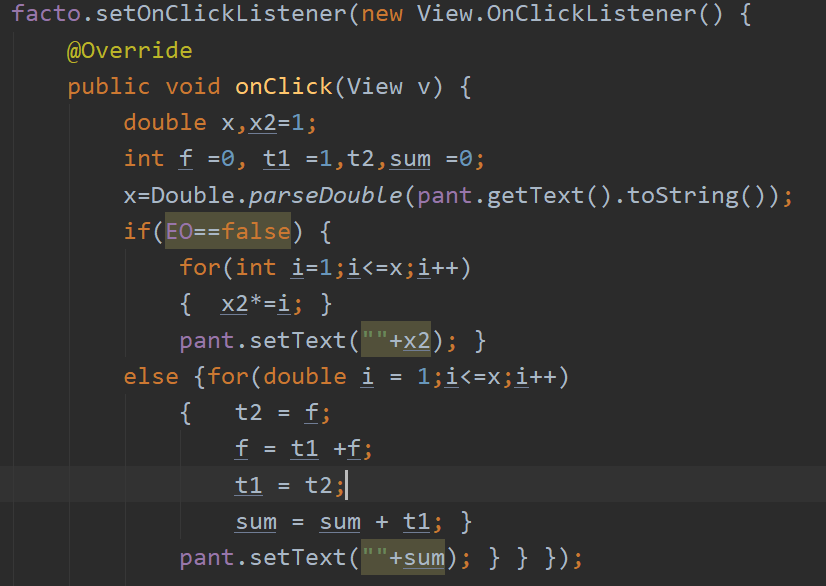 facto.setOnClickListener(new View.OnClickListener() {
@Override
public void onClick(View v) {
double x,x2=1;
int f =0, t1 =1,t2,sum =0;
x=Double.parseDouble(pant.getText().toString());
if(EO==false) {
for(int i=1;i<=x;i++)
{  x2*=i; }
pant.setText(""+x2); }
else {for(double i = 1;i<=x;i++)
{   t2 = f;
f = t1 +f;
t1 = t2;
sum = sum + t1; }
pant.setText(""+sum); } } });